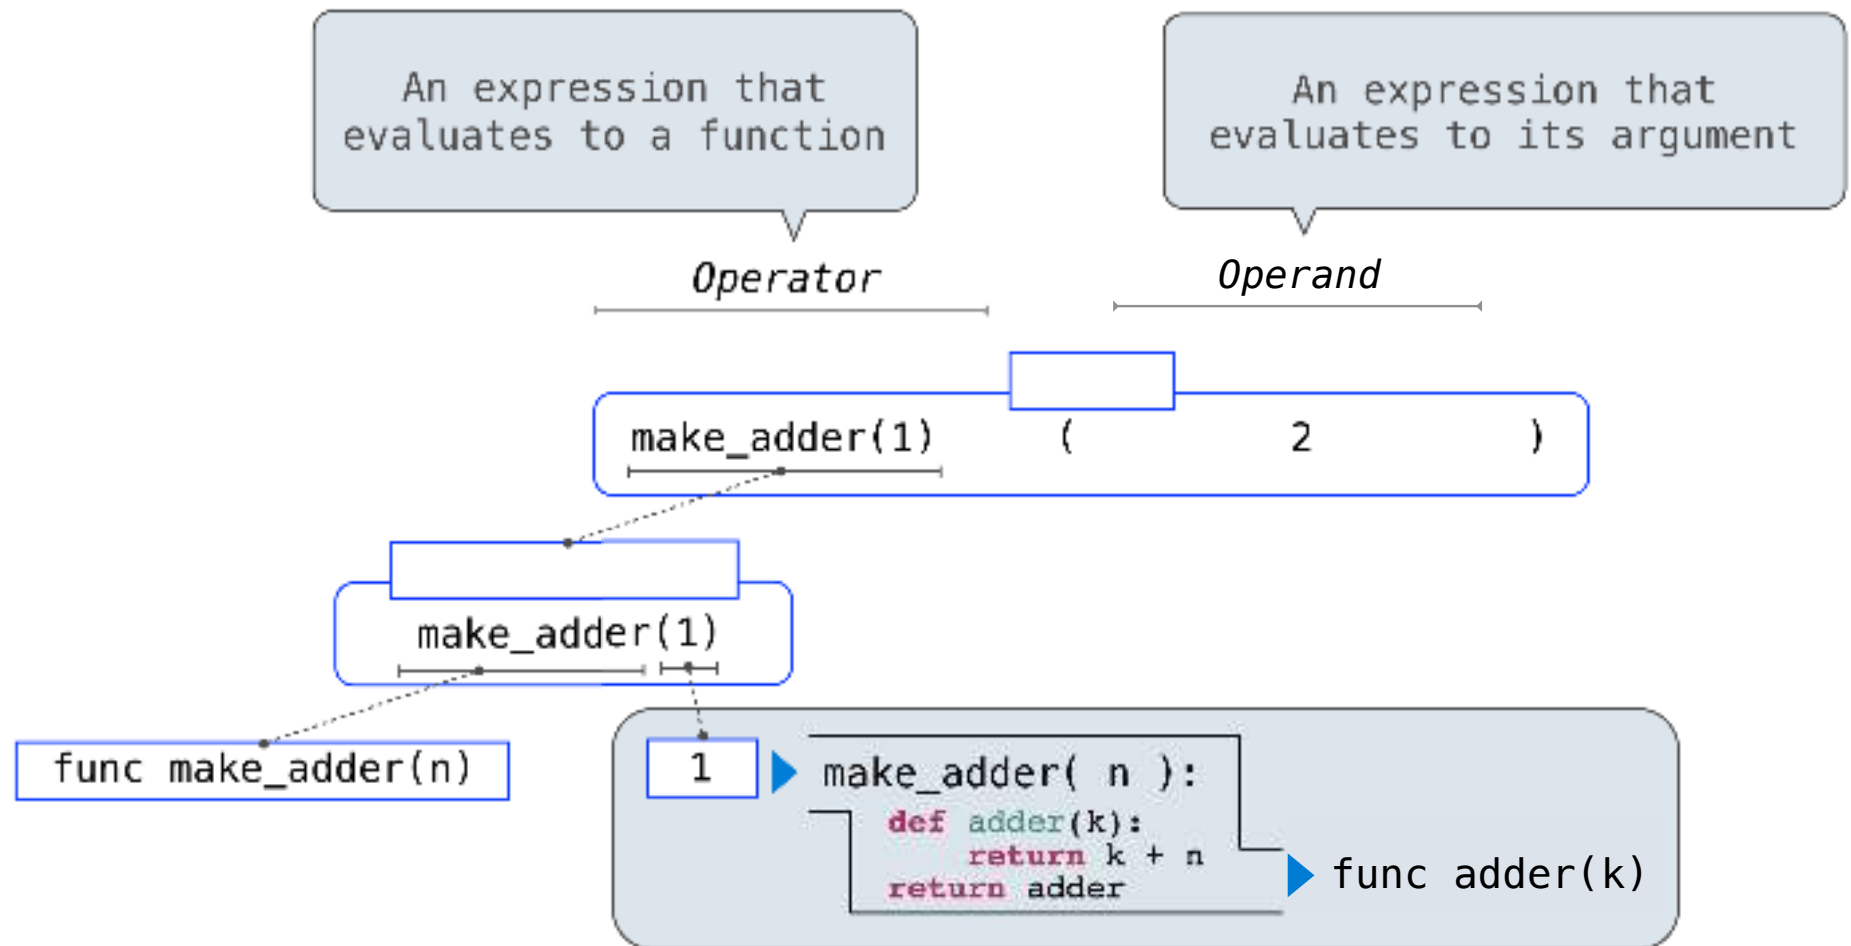 An expression that
evaluates to a function
An expression that
evaluates to its argument
Operator
Operand
make_adder(1) ( 2 )
make_adder(1)
func make_adder(n)
1
make_adder( n ):
def adder(k):
return k + n
return adder
func adder(k)